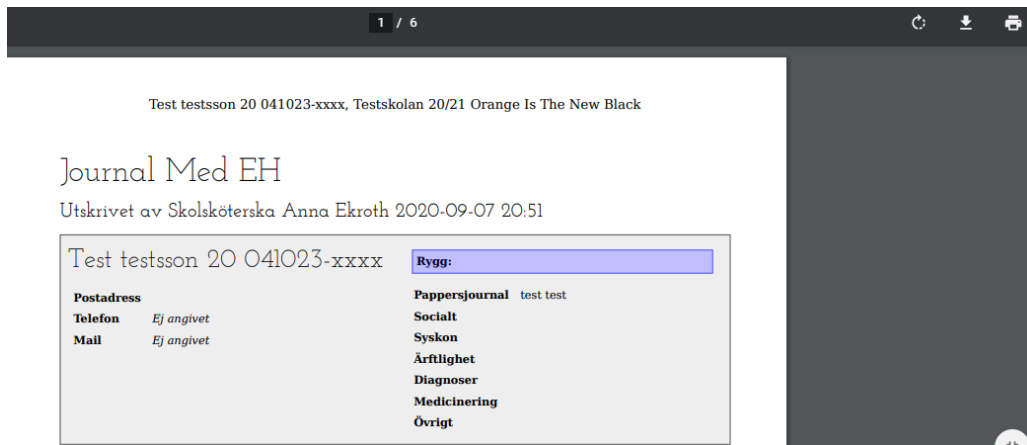 1 / 6
Test testsson 20 041023-xxxx, Testskolan 20/21 Orange Is The New Black
Journal Med EH
Utskrivet av Skolsköterska Anna Ekroth 2020-09-07 20:51
Test testsson 20 041023-xxxx
Postadress
Telefon Ej angivet
Mail Ej angivet
Rygg:
Pappersjournal test test
Socialt
Syskon
Ärftlighet
Diagnoser
Medicinering
Övrigt